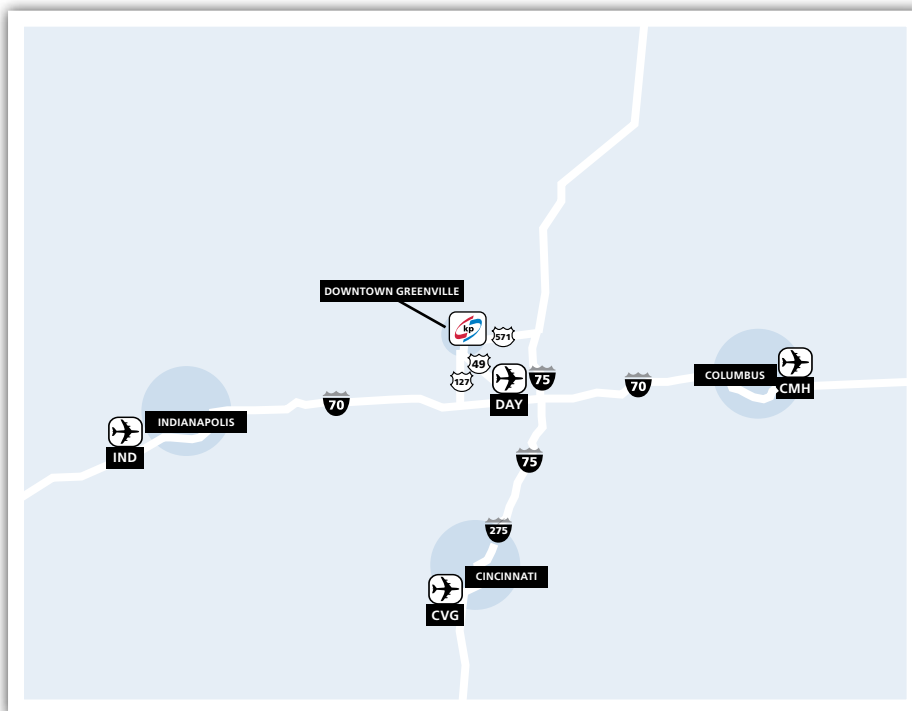 DOWNTOWN GREENVILLE
kp
571
49
127
DAY
75
70
COLUMBUS
CMH
70
INDIANAPOLIS
IND
75
275
CINCINNATI
CVG